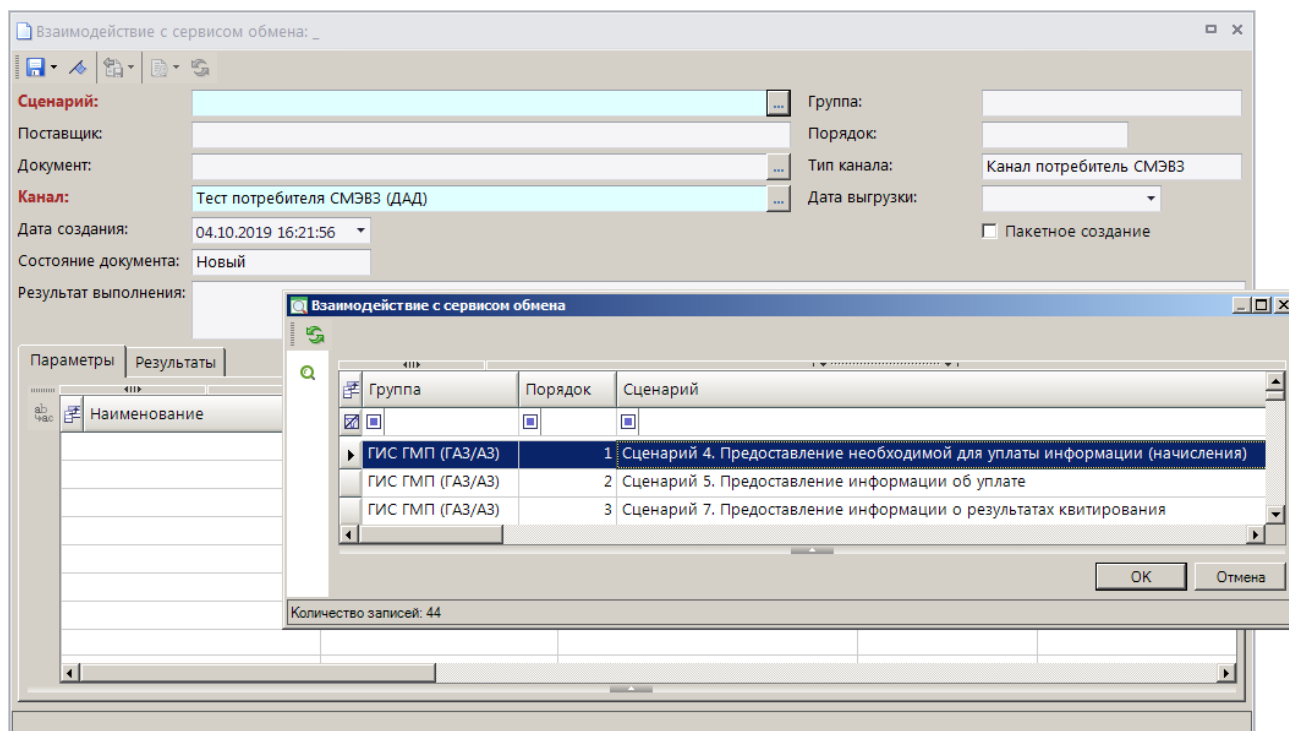 Взаимодействие с сервисом обмена: _
Сценарий: ... Группа:
Поставщик: Порядок:
Документ: ... Тип канала: Канал потребитель СМЭВ3
Канал: Тест потребителя СМЭВ3 (ДАД) ... Дата выгрузки:
Дата создания: 04.10.2019 16:21:56 Пакетное создание
Состояние документа: Новый
Результат выполнения:
Взаимодействие с сервисом обмена
Параметры Результаты
Наименование
Группа Порядок Сценарий
ГИС ГМП (ГАЗ/АЗ) 1 Сценарий 4. Предоставление необходимой для уплаты информации (начисления)
ГИС ГМП (ГАЗ/АЗ) 2 Сценарий 5. Предоставление информации об уплате
ГИС ГМП (ГАЗ/АЗ) 3 Сценарий 7. Предоставление информации о результатах квитирования
OK Отмена
Количество записей: 44